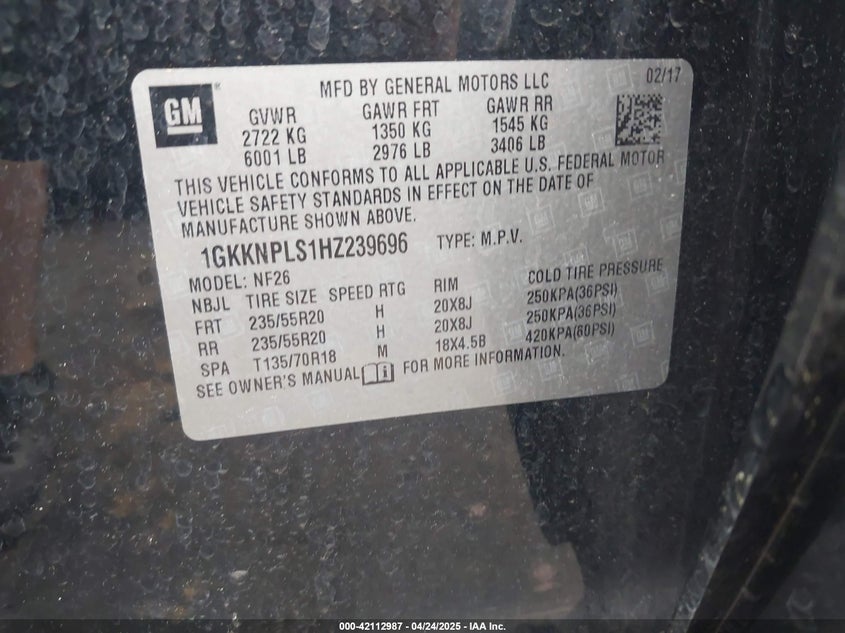 GM
MFD BY GENERAL MOTORS LLC 02/17
GVWR GAWR FRT GAWR RR
2722 KG 1350 KG 1545 KG
6001 LB 2976 LB 3406 LB
THIS VEHICLE CONFORMS TO ALL APPLICABLE U.S. FEDERAL MOTOR
VEHICLE SAFETY STANDARDS IN EFFECT ON THE DATE OF
MANUFACTURE SHOWN ABOVE.
1GKKNPLS1HZ239696 TYPE: M.P.V.
MODEL: NF26
NBJL TIRE SIZE SPEED RTG RIM COLD TIRE PRESSURE
FRT 235/55R20 H 20X8J 250KPA(36PSI)
RR 235/55R20 H 20X8J 250KPA(36PSI)
SPA T135/70R18 M 18X4.5B 420KPA(60PSI)
SEE OWNER'S MANUAL FOR MORE INFORMATION.
000-42112987 - 04/24/2025 - IAA Inc.